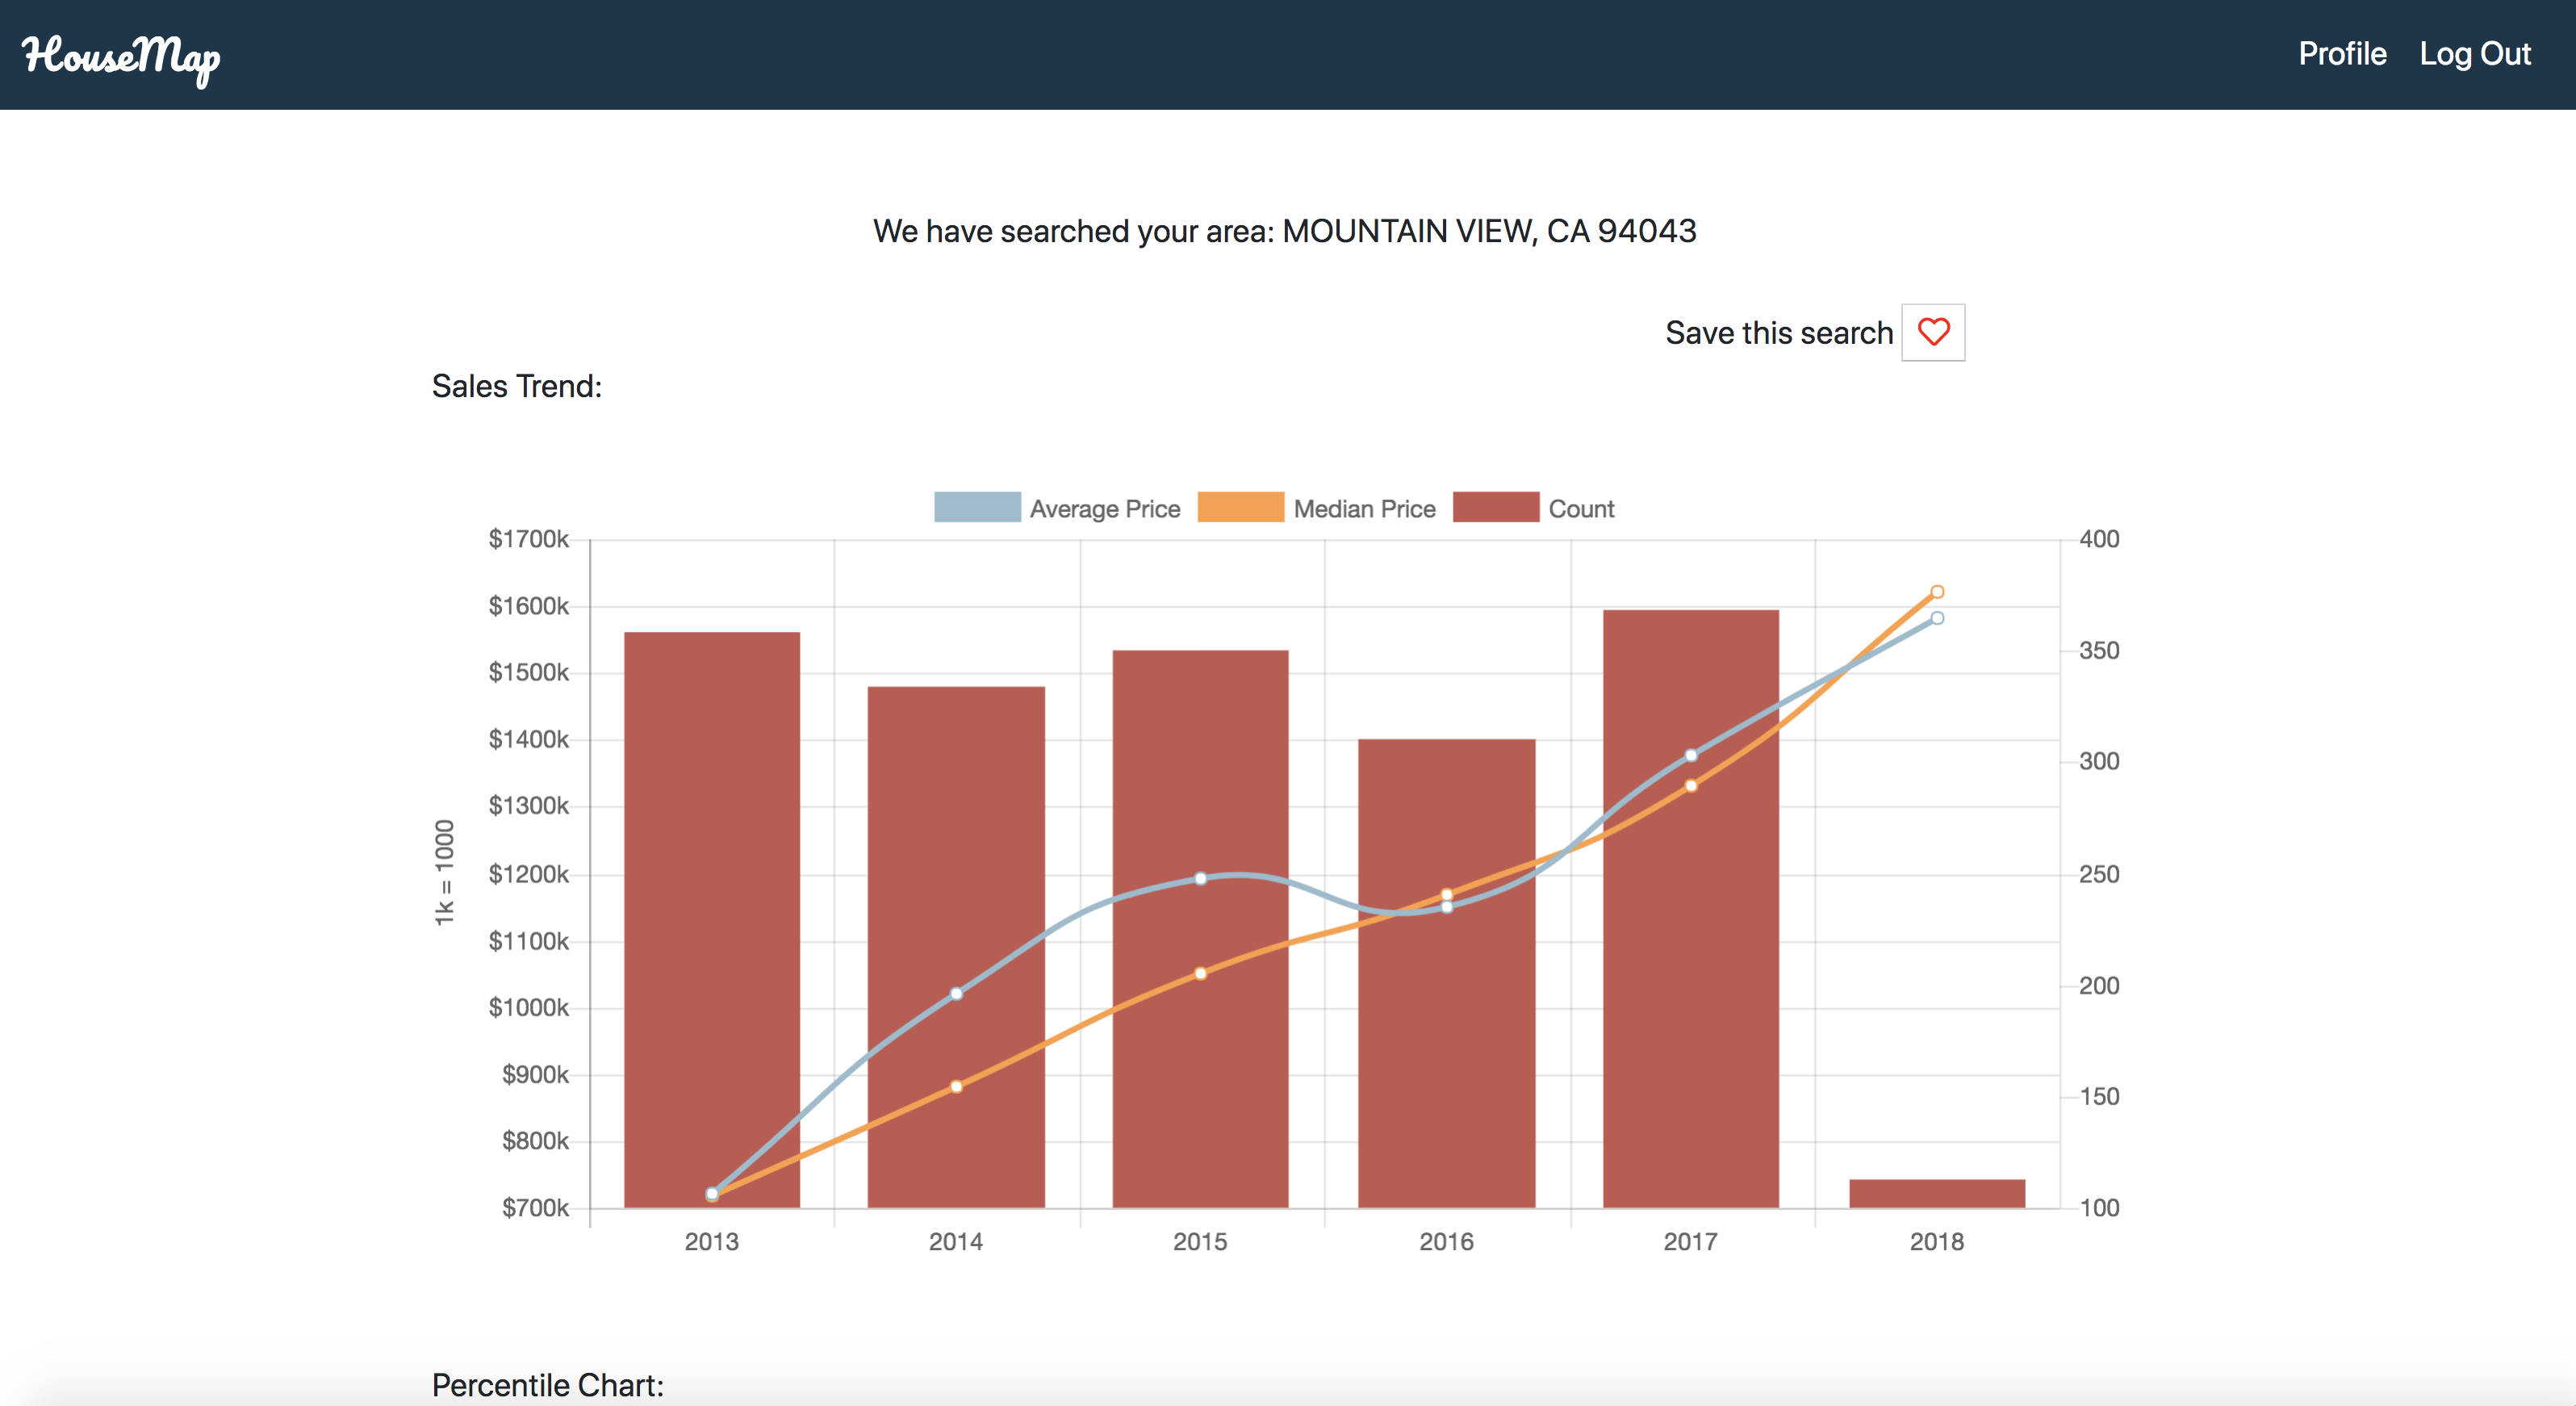 HouseMap
Profile Log Out
We have searched your area: MOUNTAIN VIEW, CA 94043
Save this search
Sales Trend:
Average Price Median Price Count
$1700k 400
$1600k
350
$1500k
$1400k
300
$1300k
$1200k 250
$1100k
200
$1000k
$900k
150
$800k
$700k 100
1k = 1000
2013 2014 2015 2016 2017 2018
Percentile Chart: